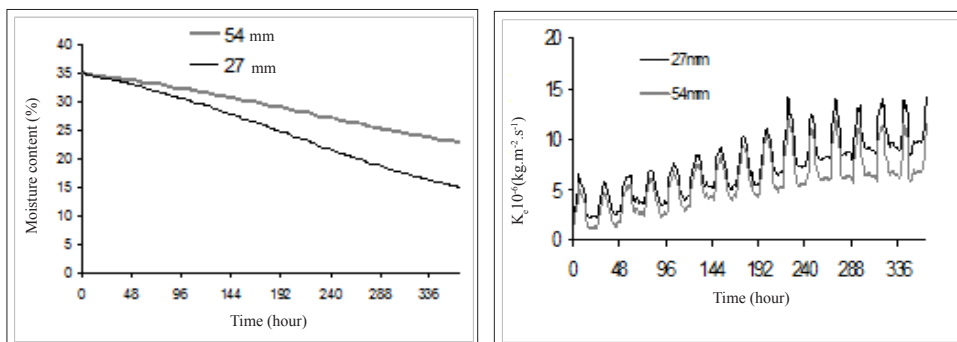 54 mm
27 mm
40
35
30
25
20
15
10
5
0
0 48 96 144 192 240 288 336
Moisture content (%)
Time (hour)
27mm
54mm
20
15
10
5
0
0 48 96 144 192 240 288 336
Kₑ10⁻⁶(kg.m⁻².s⁻¹)
Time (hour)